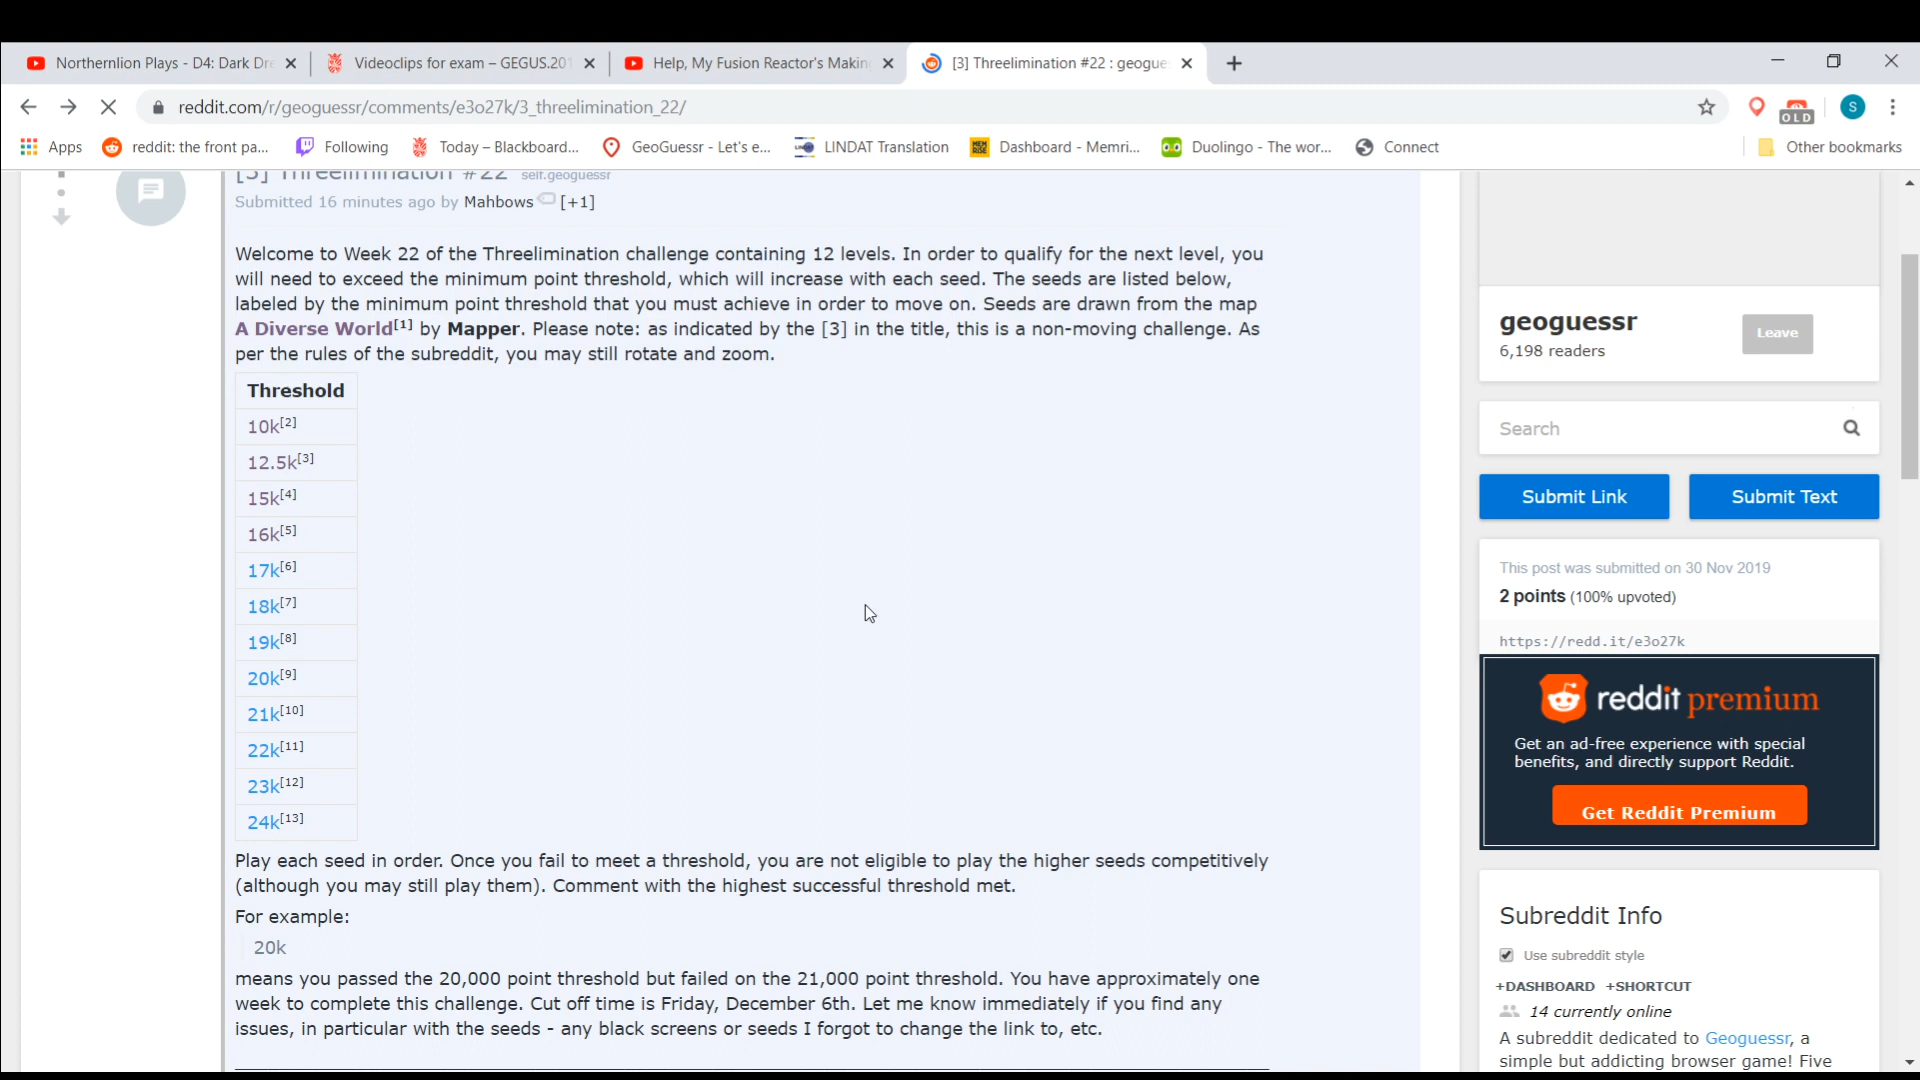 Northernlion Plays - D4: Dark Dre
Videoclips for exam – GEGUS.201
Help, My Fusion Reactor's Makin
[3] Threelimination #22 : geogue
reddit.com/r/geoguessr/comments/e3o27k/3_threelimination_22/
OLD
S
Apps
reddit: the front pa...
Following
Today – Blackboard...
GeoGuessr - Let's e...
LINDAT Translation
Dashboard - Memri...
Duolingo - The wor...
Connect
Other bookmarks
[3] Threelimination #22 self.geoguessr
Submitted 16 minutes ago by Mahbows [+1]
Welcome to Week 22 of the Threelimination challenge containing 12 levels. In order to qualify for the next level, you
will need to exceed the minimum point threshold, which will increase with each seed. The seeds are listed below,
labeled by the minimum point threshold that you must achieve in order to move on. Seeds are drawn from the map
A Diverse World[1] by Mapper. Please note: as indicated by the [3] in the title, this is a non-moving challenge. As
per the rules of the subreddit, you may still rotate and zoom.
Threshold
10k[2]
12.5k[3]
15k[4]
16k[5]
17k[6]
18k[7]
19k[8]
20k[9]
21k[10]
22k[11]
23k[12]
24k[13]
Play each seed in order. Once you fail to meet a threshold, you are not eligible to play the higher seeds competitively
(although you may still play them). Comment with the highest successful threshold met.
For example:
20k
means you passed the 20,000 point threshold but failed on the 21,000 point threshold. You have approximately one
week to complete this challenge. Cut off time is Friday, December 6th. Let me know immediately if you find any
issues, in particular with the seeds - any black screens or seeds I forgot to change the link to, etc.
geoguessr
6,198 readers
Leave
Search
Submit Link
Submit Text
This post was submitted on 30 Nov 2019
2 points (100% upvoted)
https://redd.it/e3o27k
reddit premium
Get an ad-free experience with special
benefits, and directly support Reddit.
Get Reddit Premium
Subreddit Info
Use subreddit style
+DASHBOARD +SHORTCUT
14 currently online
A subreddit dedicated to Geoguessr, a
simple but addicting browser game! Five